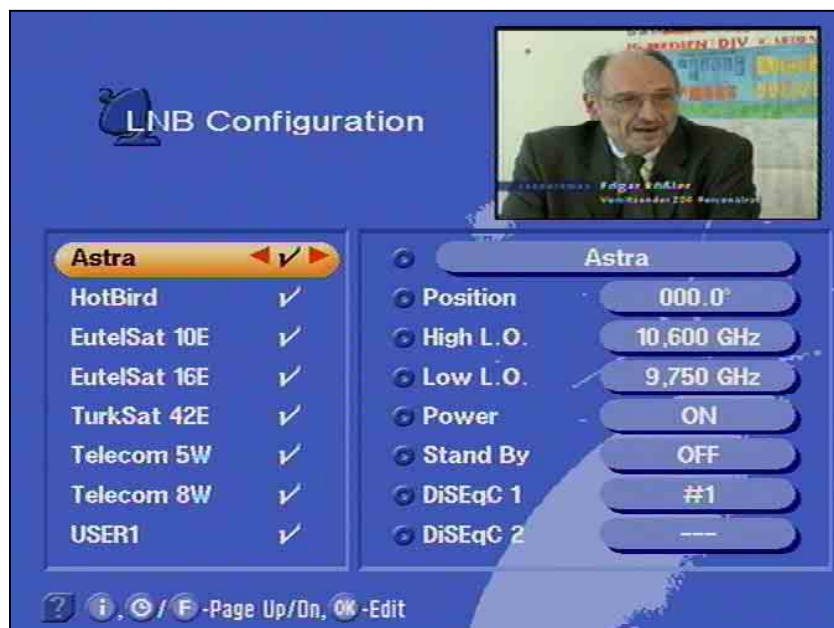 LNB Configuration
Edgar
Astra
HotBird
EutelSat 10E
EutelSat 16E
TurkSat 42E
Telecom 5W
Telecom 8W
USER1
Astra
Position 000.0°
High L.O. 10,600 GHz
Low L.O. 9,750 GHz
Power ON
Stand By OFF
DiSEqC 1 #1
DiSEqC 2 ---
? i, / F -Page Up/Dn, OK -Edit